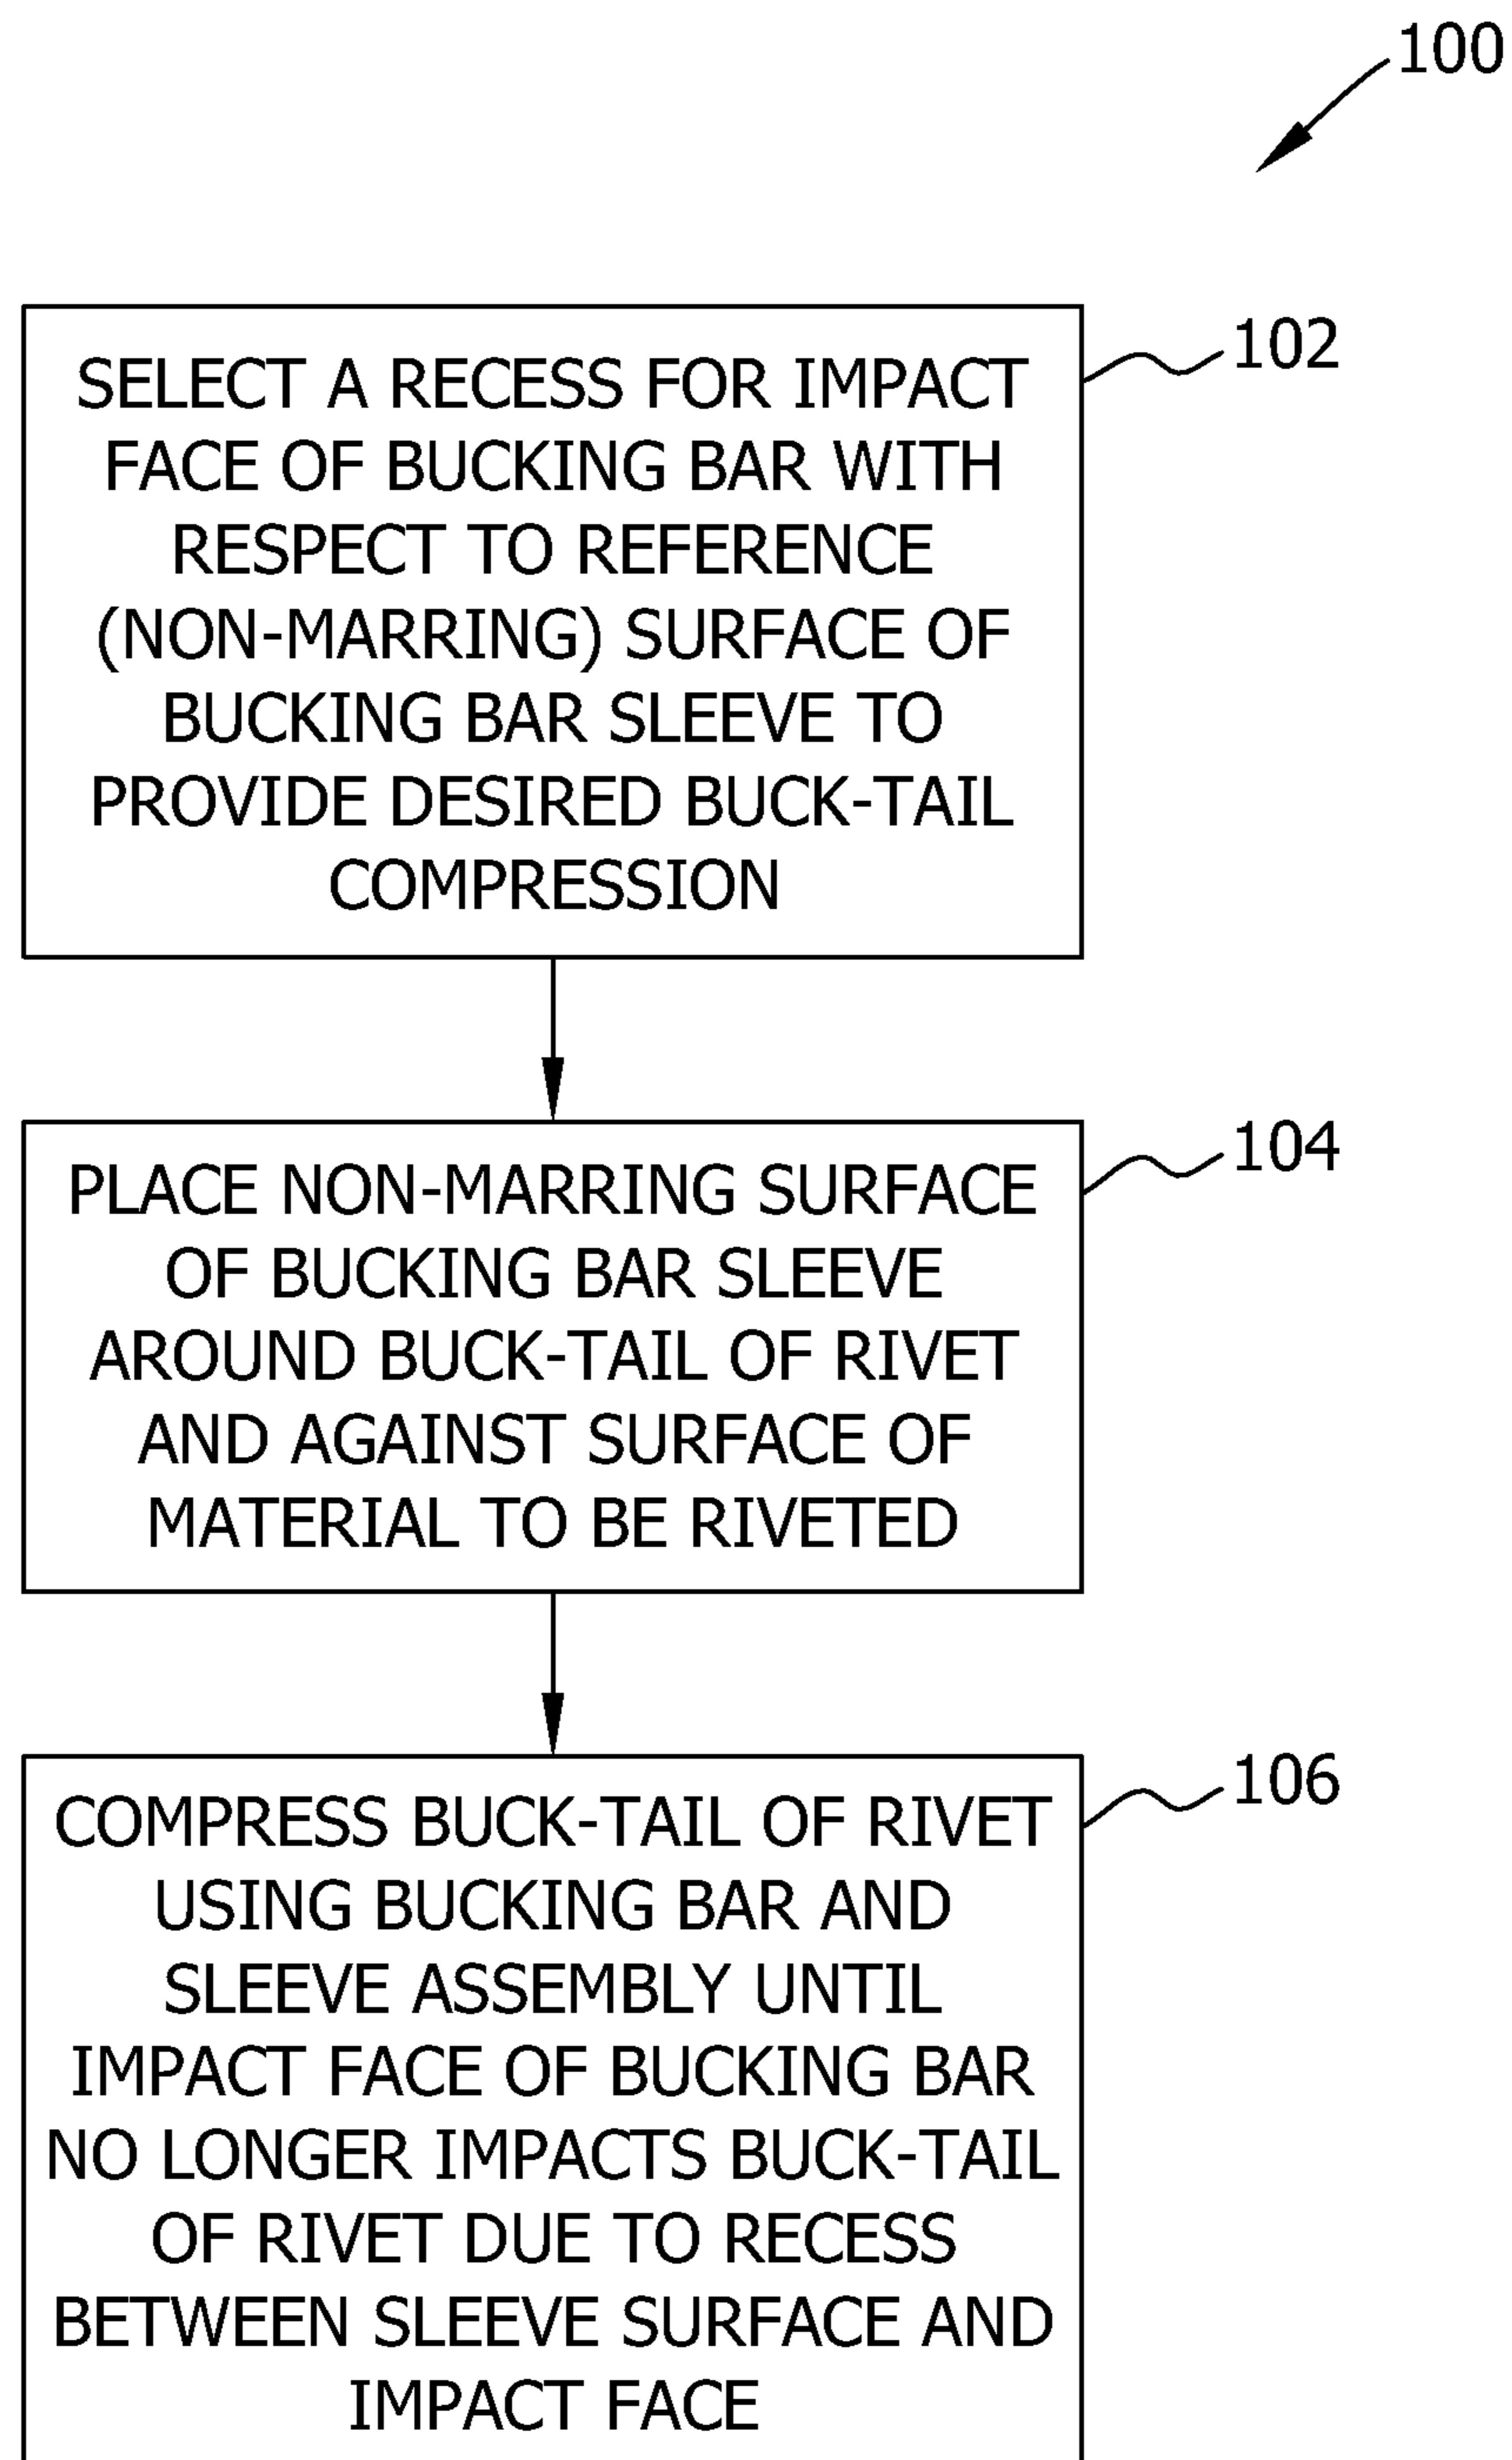 100
102
SELECT A RECESS FOR IMPACT
FACE OF BUCKING BAR WITH
RESPECT TO REFERENCE
(NON-MARRING) SURFACE OF
BUCKING BAR SLEEVE TO
PROVIDE DESIRED BUCK-TAIL
COMPRESSION
104
PLACE NON-MARRING SURFACE
OF BUCKING BAR SLEEVE
AROUND BUCK-TAIL OF RIVET
AND AGAINST SURFACE OF
MATERIAL TO BE RIVETED
106
COMPRESS BUCK-TAIL OF RIVET
USING BUCKING BAR AND
SLEEVE ASSEMBLY UNTIL
IMPACT FACE OF BUCKING BAR
NO LONGER IMPACTS BUCK-TAIL
OF RIVET DUE TO RECESS
BETWEEN SLEEVE SURFACE AND
IMPACT FACE